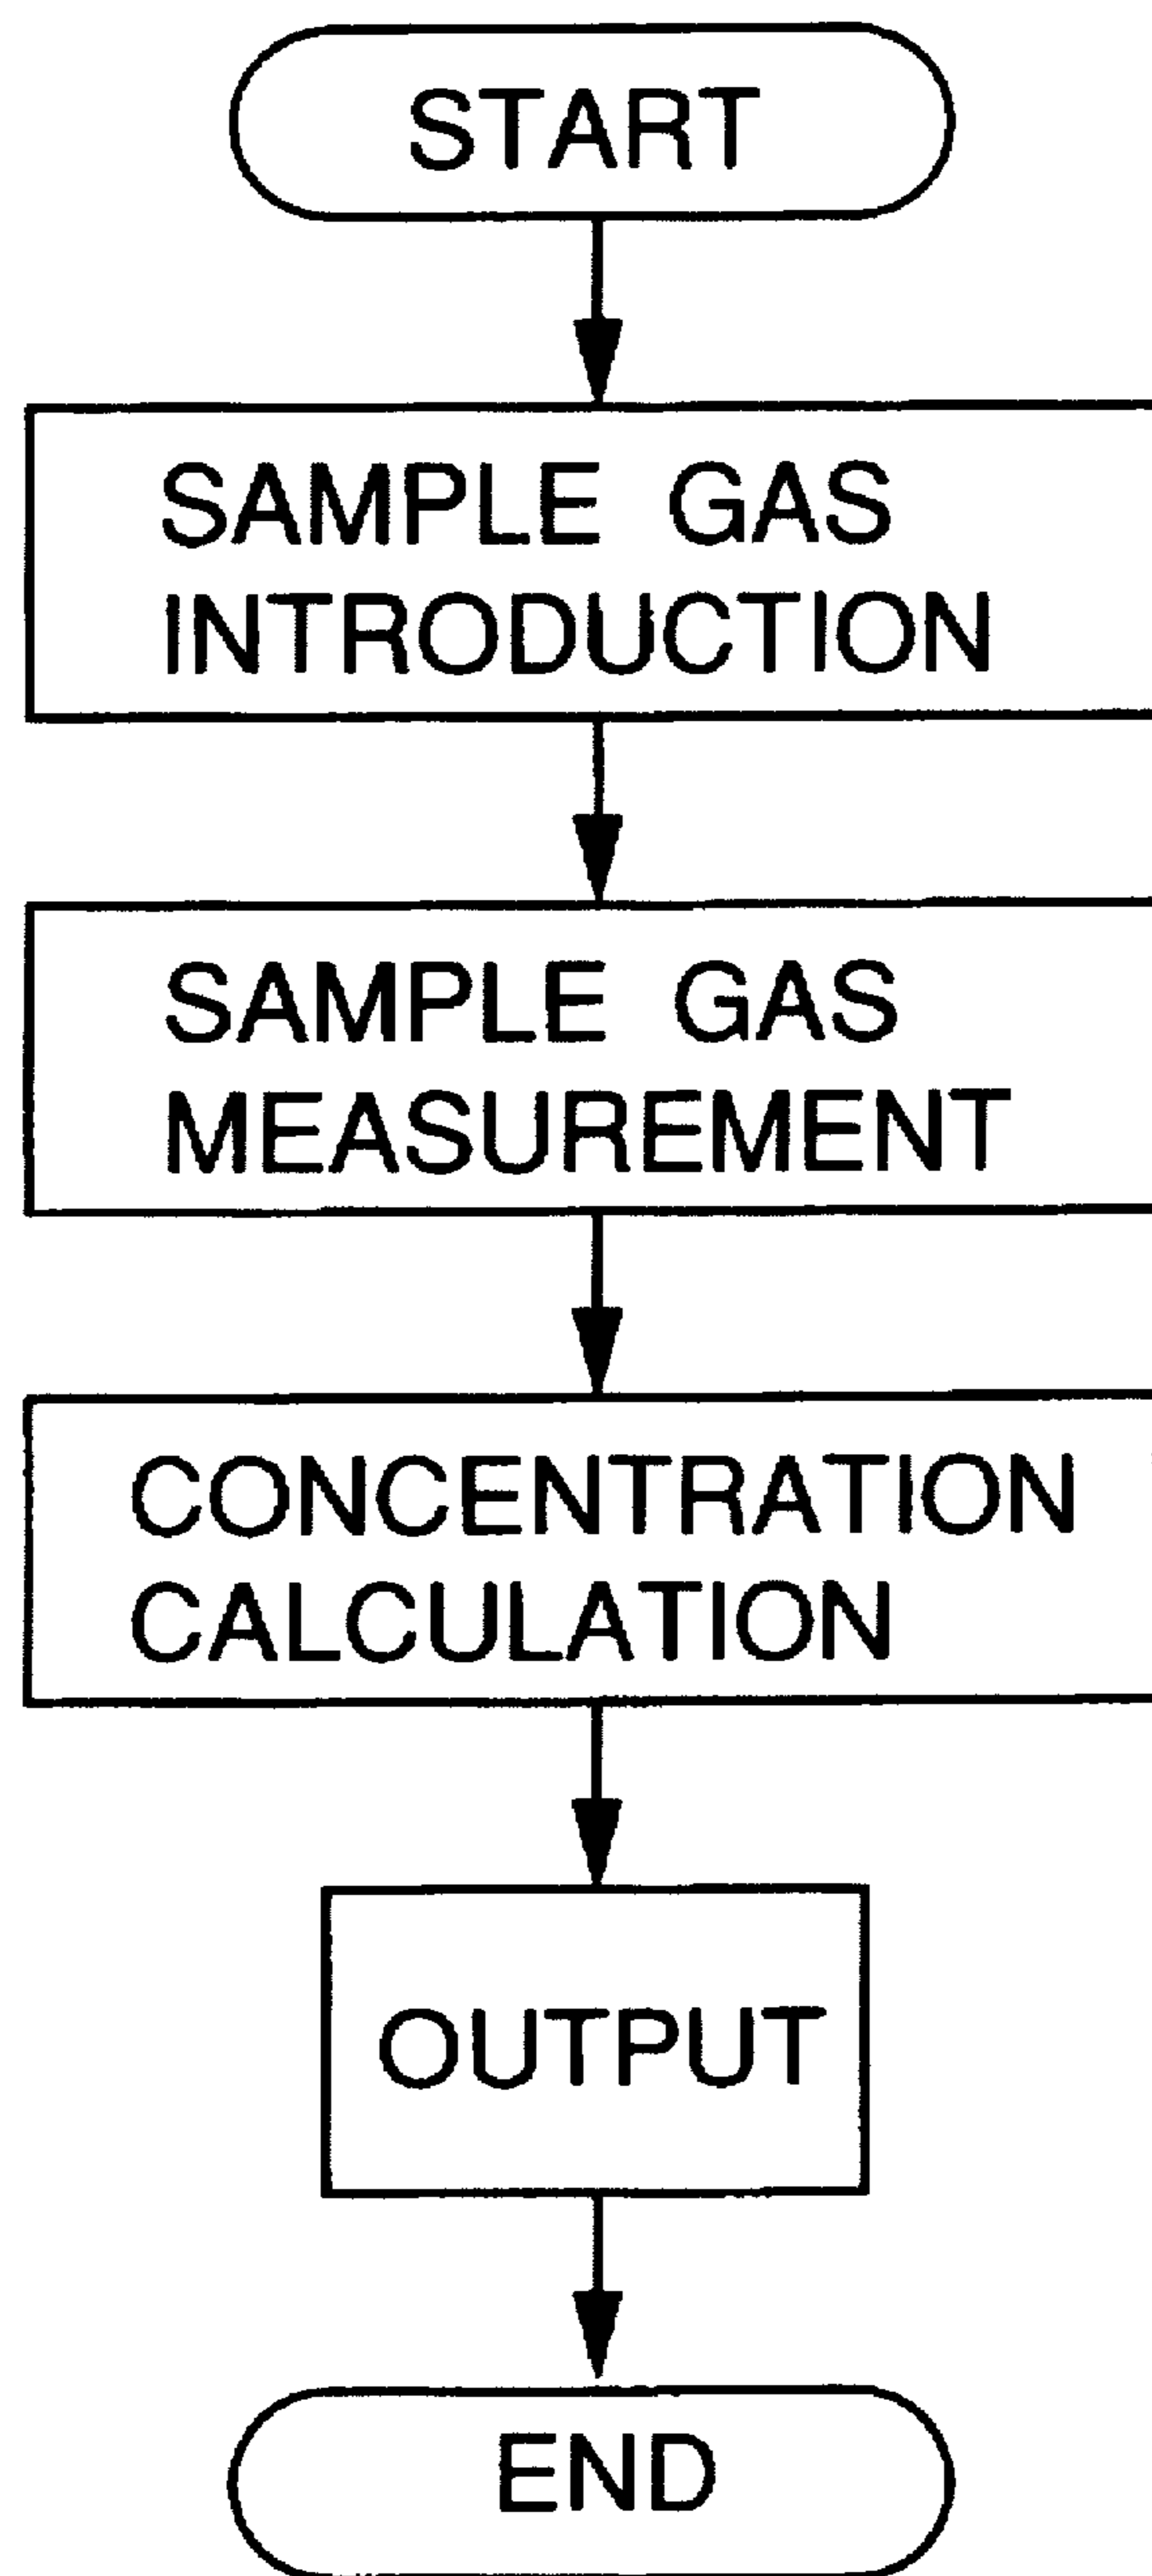 START
SAMPLE GAS
INTRODUCTION
SAMPLE GAS
MEASUREMENT
CONCENTRATION
CALCULATION
OUTPUT
END